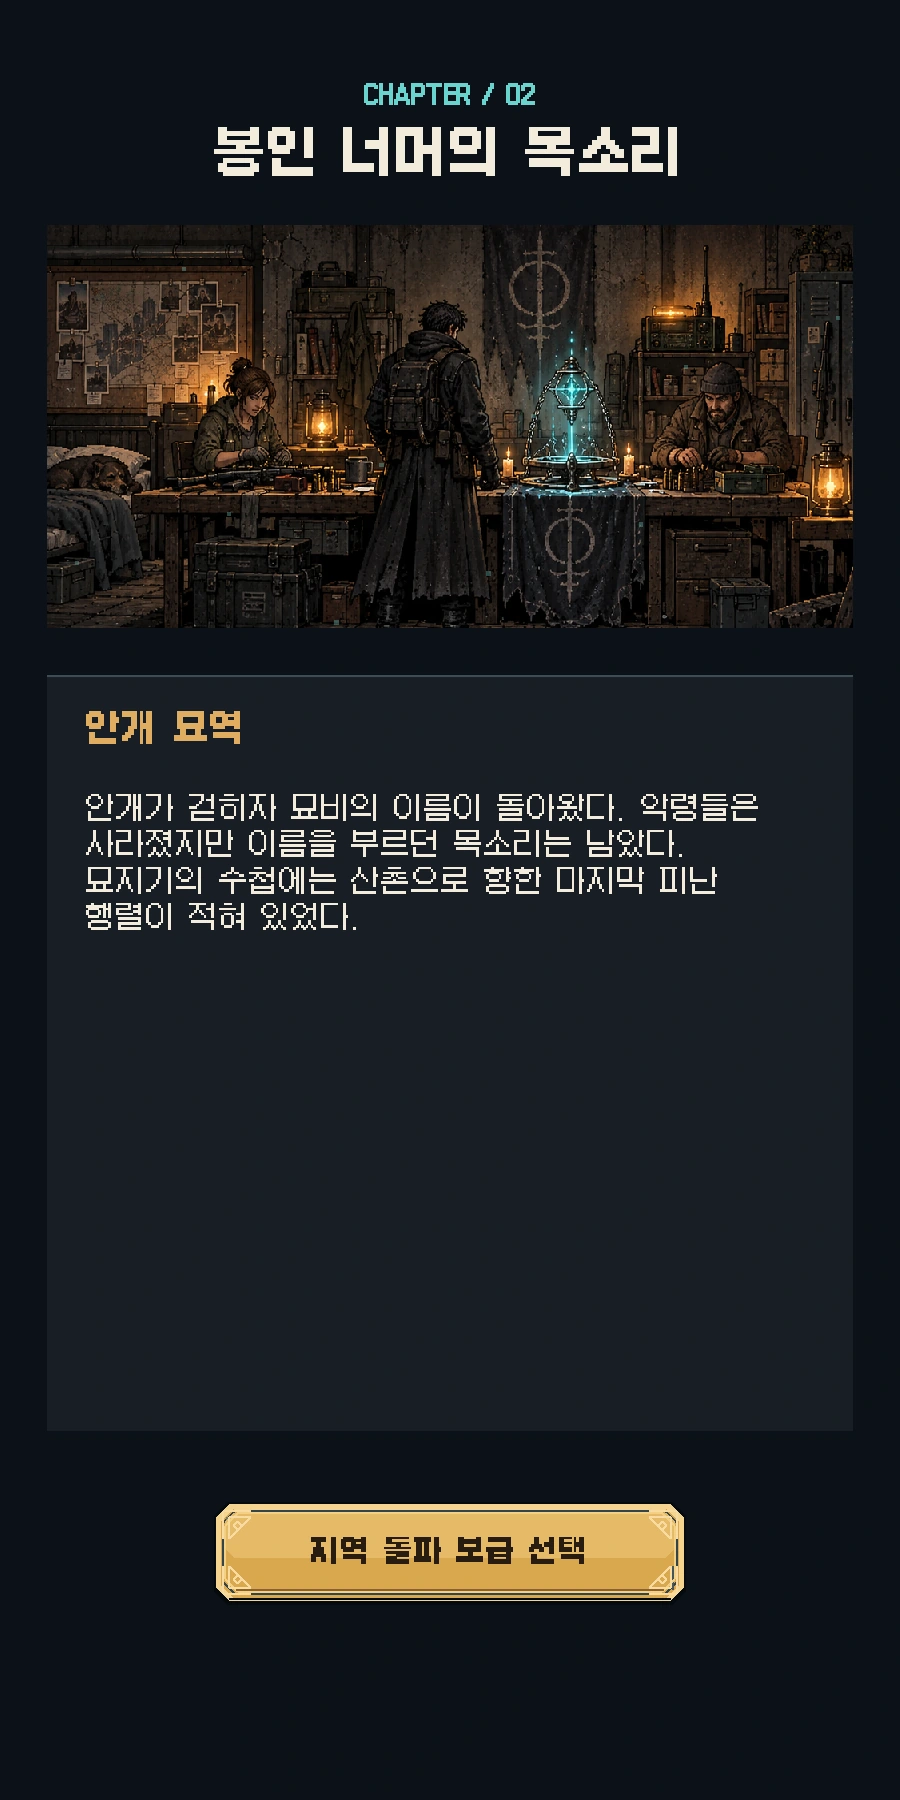 CHAPTER / 02
봉인 너머의 목소리
안개 묘역
안개가 걷히자 묘비의 이름이 돌아왔다. 악령들은
사라졌지만 이름을 부르던 목소리는 남았다.
묘지기의 수첩에는 산촌으로 향한 마지막 피난
행렬이 적혀 있었다.
지역 돌파 보급 선택